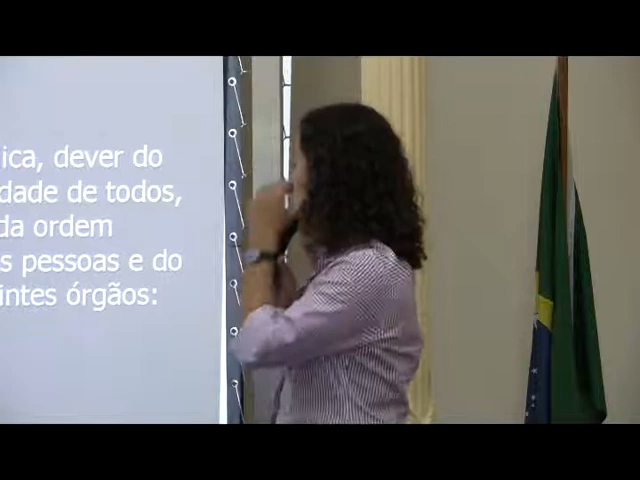 ica, dever do
dade de todos,
da ordem
s pessoas e do
intes órgãos: